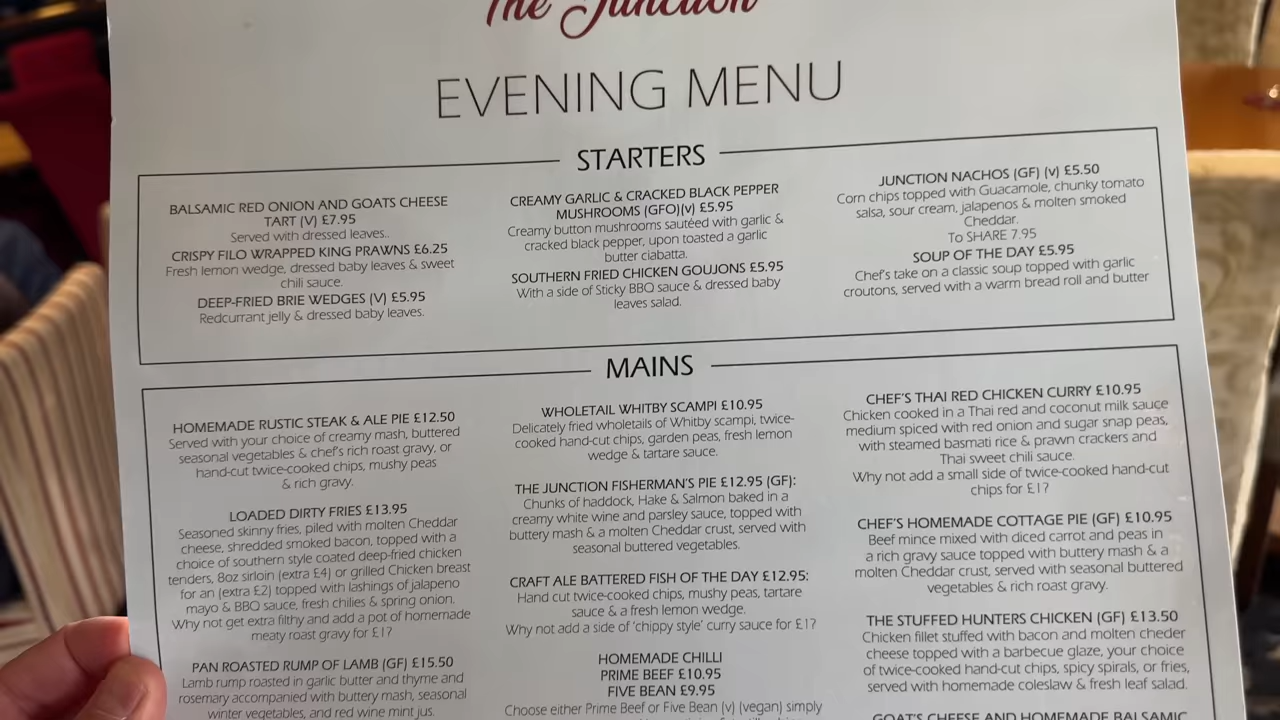 The Junction
EVENING MENU
STARTERS
BALSAMIC RED ONION AND GOATS CHEESE
TART (V) £7.95
Served with dressed leaves..
CRISPY FILO WRAPPED KING PRAWNS £6.25
Fresh lemon wedge, dressed baby leaves & sweet
chili sauce.
DEEP-FRIED BRIE WEDGES (V) £5.95
Redcurrant jelly & dressed baby leaves.
CREAMY GARLIC & CRACKED BLACK PEPPER
MUSHROOMS (GFO)(v) £5.95
Creamy button mushrooms sautéed with garlic &
cracked black pepper, upon toasted a garlic
butter ciabatta.
SOUTHERN FRIED CHICKEN GOUJONS £5.95
With a side of Sticky BBQ sauce & dressed baby
leaves salad.
JUNCTION NACHOS (GF) (v) £5.50
Corn chips topped with Guacamole, chunky tomato
salsa, sour cream, jalapenos & molten smoked
Cheddar.
To SHARE 7.95
SOUP OF THE DAY £5.95
Chef's take on a classic soup topped with garlic
croutons, served with a warm bread roll and butter
MAINS
HOMEMADE RUSTIC STEAK & ALE PIE £12.50
Served with your choice of creamy mash, buttered
seasonal vegetables & chef's rich roast gravy, or
hand-cut twice-cooked chips, mushy peas
& rich gravy.
LOADED DIRTY FRIES £13.95
Seasoned skinny fries, piled with molten Cheddar
cheese, shredded smoked bacon, topped with a
choice of southern style coated deep-fried chicken
tenders, 8oz sirloin (extra £4) or grilled Chicken breast
for an (extra £2) topped with lashings of jalapeno
mayo & BBQ sauce, fresh chilies & spring onion.
Why not get extra filthy and add a pot of homemade
meaty roast gravy for £1?
PAN ROASTED RUMP OF LAMB (GF) £15.50
Lamb rump roasted in garlic butter and thyme and
rosemary accompanied with buttery mash, seasonal
winter vegetables, and red wine mint jus.
WHOLETAIL WHITBY SCAMPI £10.95
Delicately fried wholetails of Whitby scampi, twice-
cooked hand-cut chips, garden peas, fresh lemon
wedge & tartare sauce.
THE JUNCTION FISHERMAN'S PIE £12.95 (GF):
Chunks of haddock, Hake & Salmon baked in a
creamy white wine and parsley sauce, topped with
buttery mash & a molten Cheddar crust, served with
seasonal buttered vegetables.
CRAFT ALE BATTERED FISH OF THE DAY £12.95:
Hand cut twice-cooked chips, mushy peas, tartare
sauce & a fresh lemon wedge.
Why not add a side of 'chippy style' curry sauce for £1?
HOMEMADE CHILLI
PRIME BEEF £10.95
FIVE BEAN £9.95
Choose either Prime Beef or Five Bean (v) (vegan) simply
CHEF'S THAI RED CHICKEN CURRY £10.95
Chicken cooked in a Thai red and coconut milk sauce
medium spiced with red onion and sugar snap peas,
with steamed basmati rice & prawn crackers and
Thai sweet chili sauce.
Why not add a small side of twice-cooked hand-cut
chips for £1?
CHEF'S HOMEMADE COTTAGE PIE (GF) £10.95
Beef mince mixed with diced carrot and peas in
a rich gravy sauce topped with buttery mash & a
molten Cheddar crust, served with seasonal buttered
vegetables & rich roast gravy.
THE STUFFED HUNTERS CHICKEN (GF) £13.50
Chicken fillet stuffed with bacon and molten cheder
cheese topped with a barbecue glaze, your choice
of twice-cooked hand-cut chips, spicy spirals, or fries,
served with homemade coleslaw & fresh leaf salad.
GOAT'S CHEESE AND HOMEMADE BALSAMIC